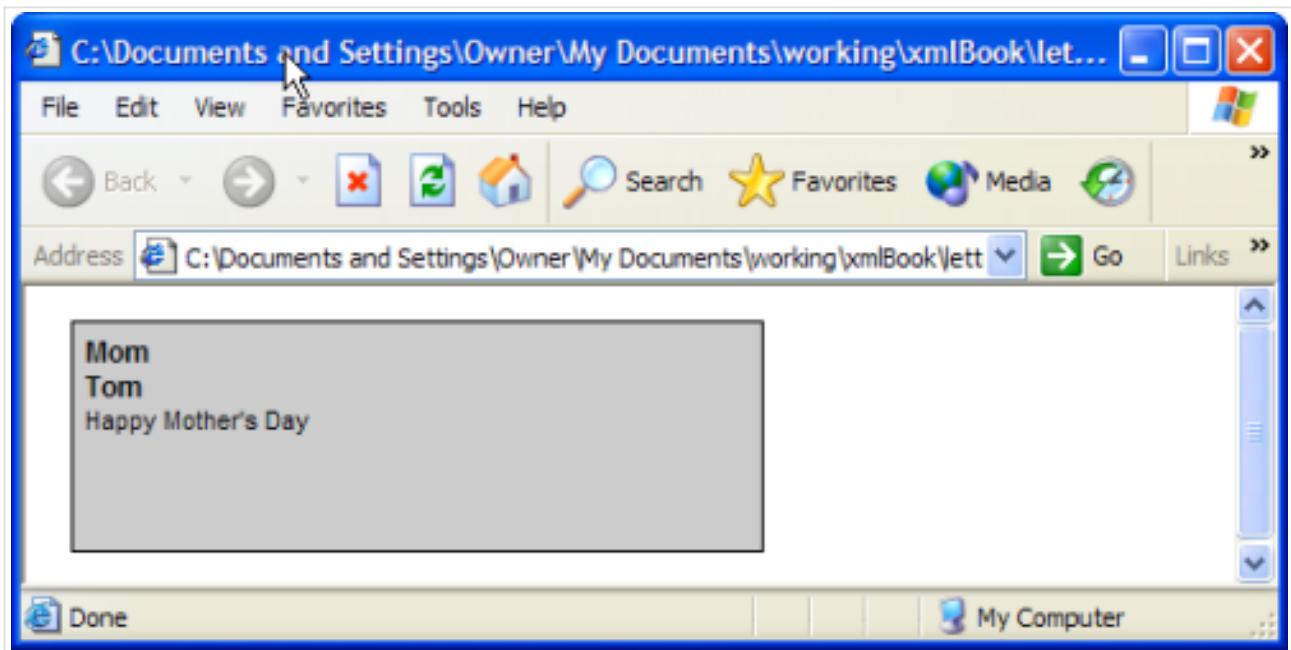 C:\Documents and Settings\Owner\My Documents\working\xmlBook\let...
File Edit View Favorites Tools Help
Back Search Favorites Media »
Address C:\Documents and Settings\Owner\My Documents\working\xmlBook\lett Go Links »
Mom
Tom
Happy Mother's Day
Done My Computer